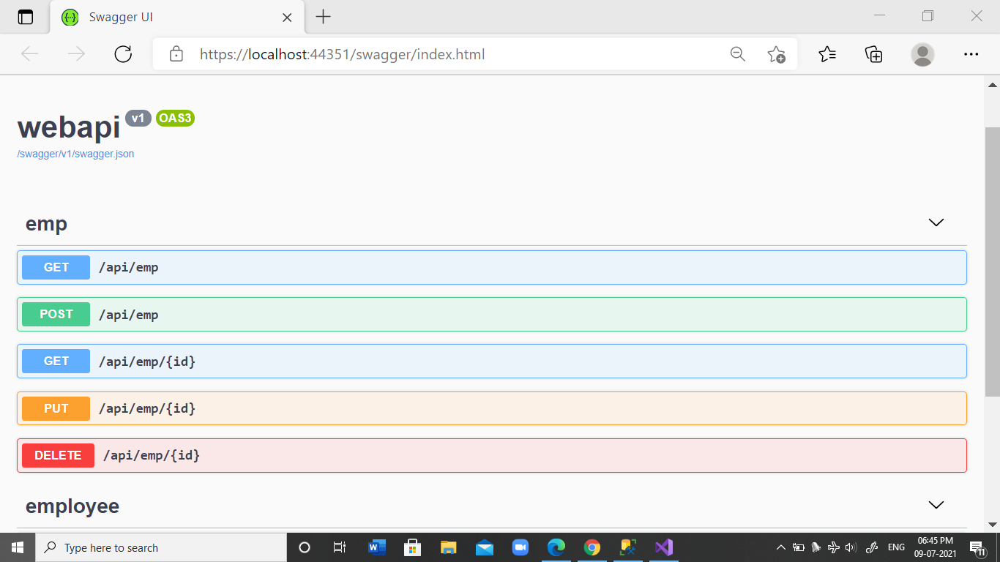 Swagger UI
https://localhost:44351/swagger/index.html
webapi v1 OAS3
/swagger/v1/swagger.json
emp
GET /api/emp
POST /api/emp
GET /api/emp/{id}
PUT /api/emp/{id}
DELETE /api/emp/{id}
employee
Type here to search
W
ENG
06:45 PM
09-07-2021
11